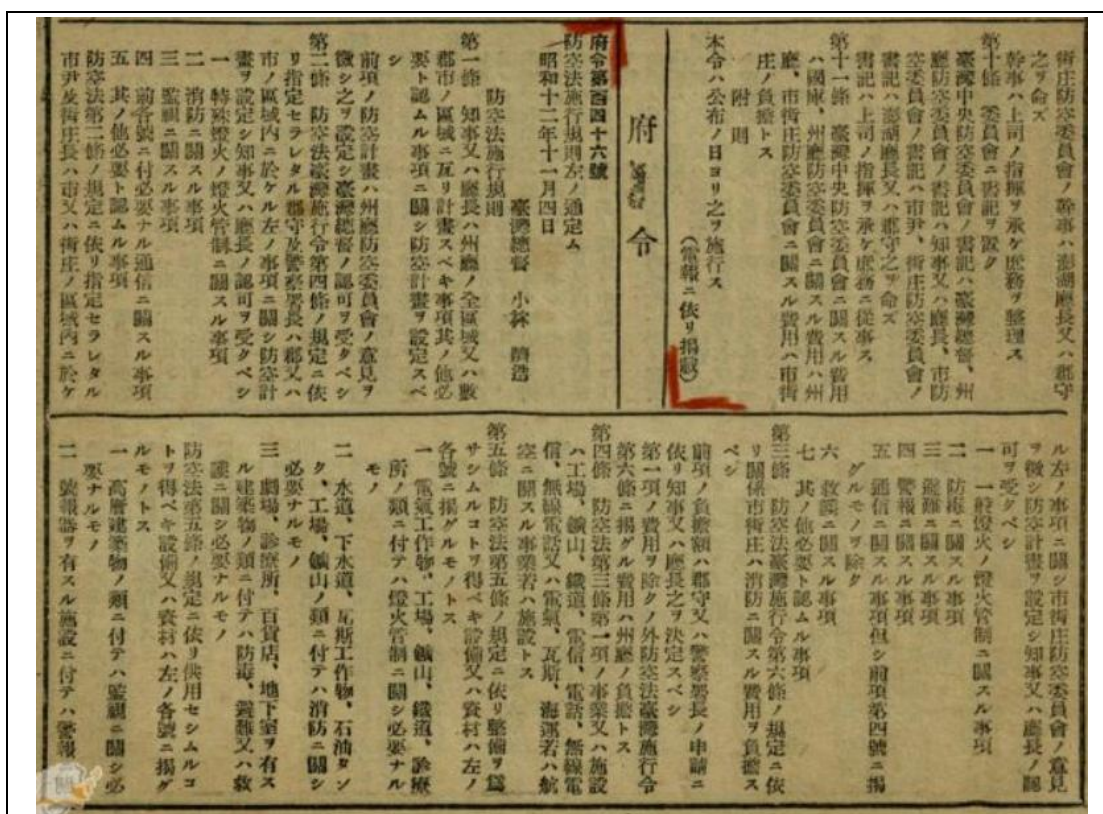 街庄防空委員會ノ幹事ハ澎湖廳長又ハ郡守
之ヲ命ズ
幹事ハ上司ノ指揮ヲ承ケ庶務ヲ整理ス
第十條　委員會ニ書記ヲ置ク
臺灣中央防空委員會ノ書記ハ臺灣總督、州
廳防空委員會ノ書記ハ知事又ハ廳長、市防
空委員會ノ書記ハ市尹、街庄防空委員會ノ
書記ハ澎湖廳長又ハ郡守之ヲ命ズ
書記ハ上司ノ指揮ヲ承ケ庶務ニ從事ス
第十一條　臺灣中央防空委員會ニ關スル費用
ハ國庫、州廳防空委員會ニ關スル費用ハ州
廳、市街庄防空委員會ニ關スル費用ハ市街
庄ノ負擔トス
附則
本令ハ公布ノ日ヨリ之ヲ施行ス
（電報ニ依リ揭載）
府令
府令第百四十六號
防空法施行規則左ノ通定ム
昭和十二年十一月四日
臺灣總督　小林　躋造
防空法施行規則
第一條　知事又ハ廳長ハ州廳ノ全區域又ハ數
郡市ノ區域ニ亙リ計畫スベキ事項其ノ他必
要ト認ムル事項ニ關シ防空計畫ヲ設定スベ
シ
前項ノ防空計畫ハ州廳防空委員會ノ意見ヲ
徵シ之ヲ設定シ臺灣總督ノ認可ヲ受クベシ
第二條　防空法臺灣施行令第四條ノ規定ニ依
リ指定セラレタル郡守及警察署長ハ郡又ハ
市ノ區域內ニ於ケル左ノ事項ニ關シ防空計
畫ヲ設定シ知事又ハ廳長ノ認可ヲ受クベシ
一　特殊燈火ノ燈火管制ニ關スル事項
二　消防ニ關スル事項
三　監視ニ關スル事項
四　前各號ニ付必要ナル通信ニ關スル事項
五　其ノ他必要ト認ムル事項
防空法第二條ノ規定ニ依リ指定セラレタル
市尹及街庄長ハ市又ハ街庄ノ區域內ニ於ケ
ル左ノ事項ニ關シ市街庄防空委員會ノ意見
ヲ徵シ防空計畫ヲ設定シ知事又ハ廳長ノ認
可ヲ受クベシ
一　一般燈火ノ燈火管制ニ關スル事項
二　防毒ニ關スル事項
三　避難ニ關スル事項
四　警報ニ關スル事項
五　通信ニ關スル事項但シ前項第四號ニ揭
グルモノヲ除ク
六　救護ニ關スル事項
七　其ノ他必要ト認ムル事項
第三條　防空法臺灣施行令第六條ノ規定ニ依
リ關係市街庄ハ消防ニ關スル費用ヲ負擔ス
ベシ
前項ノ負擔額ハ郡守又ハ警察署長ノ申請ニ
依リ知事又ハ廳長之ヲ決定スベシ
第一項ノ費用ヲ除クノ外防空法臺灣施行令
第六條ニ揭グル費用ハ州廳ノ負擔トス
第四條　防空法第三條第一項ノ事業又ハ施設
ハ工場、鑛山、鐵道、電信、電話、無線電
信、無線電話又ハ電氣、瓦斯、海運若ハ航
空ニ關スル事業若ハ施設トス
第五條　防空法第五條ノ規定ニ依リ整備ヲ爲
サシムルコトヲ得ベキ設備又ハ資材ハ左ノ
各號ニ揭グルモノトス
一　電氣工作物、工場、鑛山、鐵道、診療
所ノ類ニ付テハ燈火管制ニ關シ必要ナル
モノ
二　水道、下水道、瓦斯工作物、石油タン
ク、工場、鑛山ノ類ニ付テハ消防ニ關シ
必要ナルモノ
三　劇場、診療所、百貨店、地下室ヲ有ス
ル建築物ノ類ニ付テハ防毒、避難又ハ救
護ニ關シ必要ナルモノ
防空法第五條ノ規定ニ依リ供用セシムルコ
トヲ得ベキ設備又ハ資材ハ左ノ各號ニ揭グ
ルモノトス
一　高層建築物ノ類ニ付テハ監視ニ關シ必
要ナルモノ
二　號報器ヲ有スル施設ニ付テハ警報